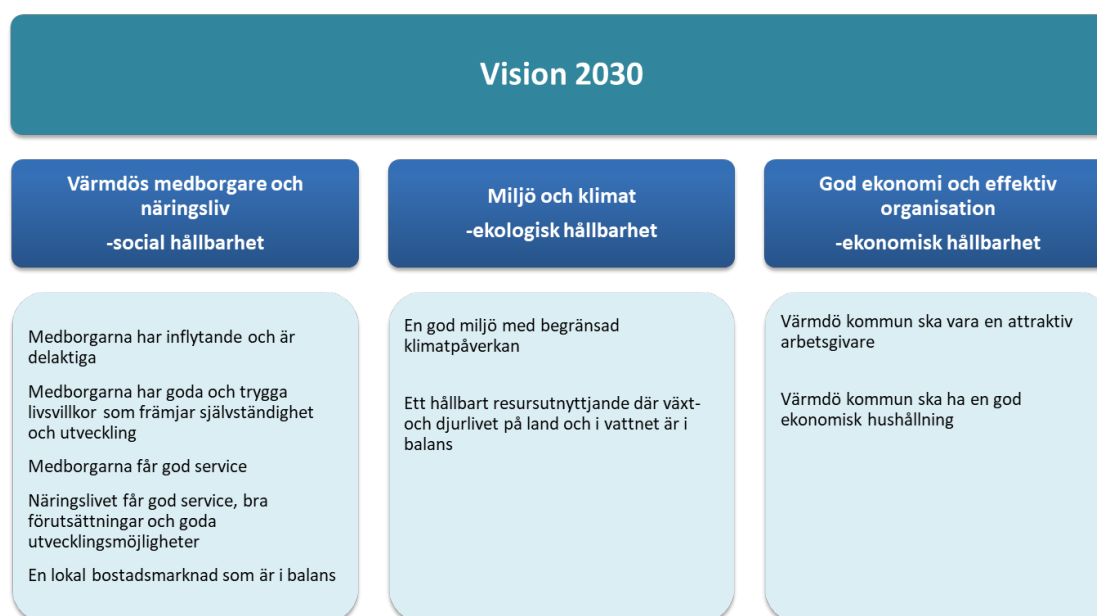 Vision 2030
Värmdös medborgare och
näringsliv
-social hållbarhet
Miljö och klimat
-ekologisk hållbarhet
God ekonomi och effektiv
organisation
-ekonomisk hållbarhet
Medborgarna har inflytande och är
delaktiga
Medborgarna har goda och trygga
livsvillkor som främjar självständighet
och utveckling
Medborgarna får god service
Näringslivet får god service, bra
förutsättningar och goda
utvecklingsmöjligheter
En lokal bostadsmarknad som är i balans
En god miljö med begränsad
klimatpåverkan
Ett hållbart resursutnyttjande där växt-
och djurlivet på land och i vattnet är i
balans
Värmdö kommun ska vara en attraktiv
arbetsgivare
Värmdö kommun ska ha en god
ekonomisk hushållning